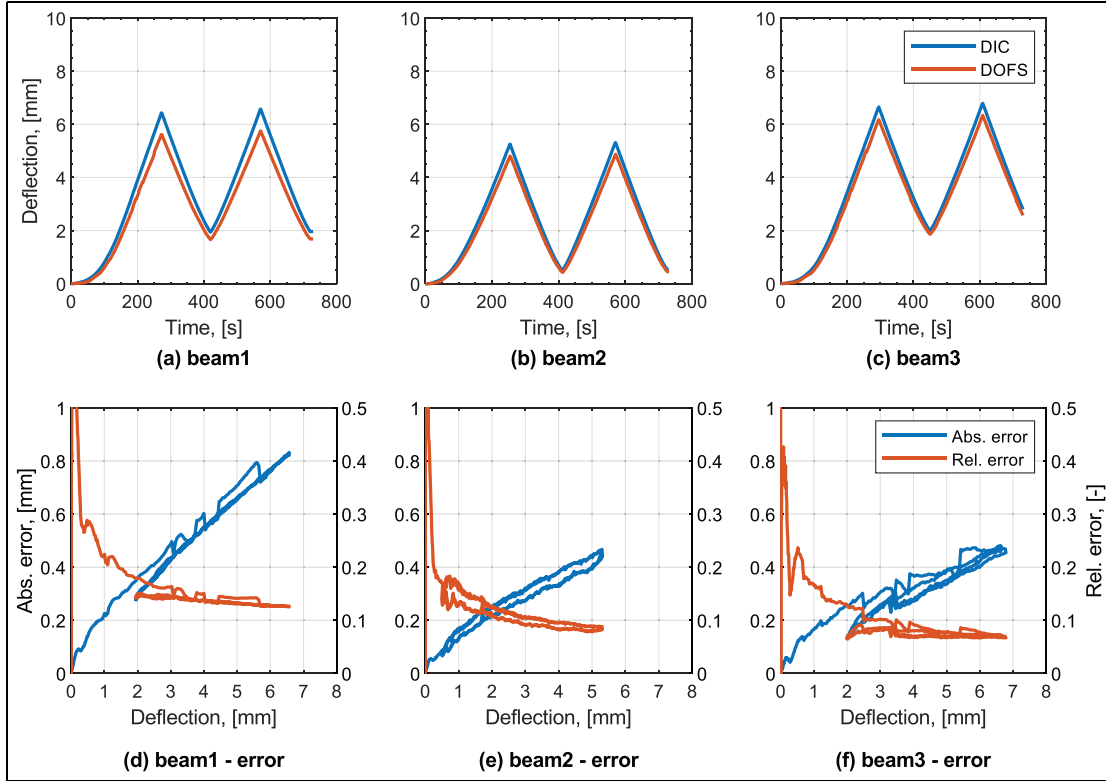 10
8
6
4
2
0
Deflection, [mm]
0 200 400 600 800
Time, [s]
(a) beam1
10
8
6
4
2
0
0 200 400 600 800
Time, [s]
(b) beam2
10
8
6
4
2
0
DIC
DOFS
0 200 400 600 800
Time, [s]
(c) beam3
1
0.8
0.6
0.4
0.2
0
Abs. error, [mm]
0.5
0.4
0.3
0.2
0.1
0
0 1 2 3 4 5 6 7 8
Deflection, [mm]
(d) beam1 - error
1
0.8
0.6
0.4
0.2
0
0.5
0.4
0.3
0.2
0.1
0
0 1 2 3 4 5 6 7 8
Deflection, [mm]
(e) beam2 - error
1
0.8
0.6
0.4
0.2
0
Abs. error
Rel. error
0.5
0.4
0.3
0.2
0.1
0
Rel. error, [-]
0 1 2 3 4 5 6 7 8
Deflection, [mm]
(f) beam3 - error